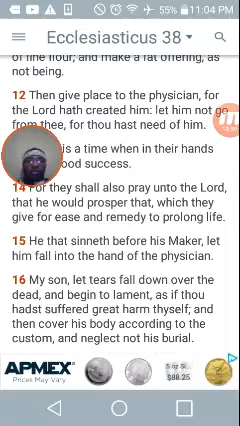 55% 11:04 PM
Ecclesiasticus 38
of fine flour; and make a fat offering, as
not being.
12 Then give place to the physician, for
the Lord hath created him: let him not go
from thee, for thou hast need of him.
is a time when in their hands
ood success.
14 For they shall also pray unto the Lord,
that he would prosper that, which they
give for ease and remedy to prolong life.
15 He that sinneth before his Maker, let
him fall into the hand of the physician.
16 My son, let tears fall down over the
dead, and begin to lament, as if thou
hadst suffered great harm thyself; and
then cover his body according to the
custom, and neglect not his burial.
APMEX
Prices May Vary
$88.25